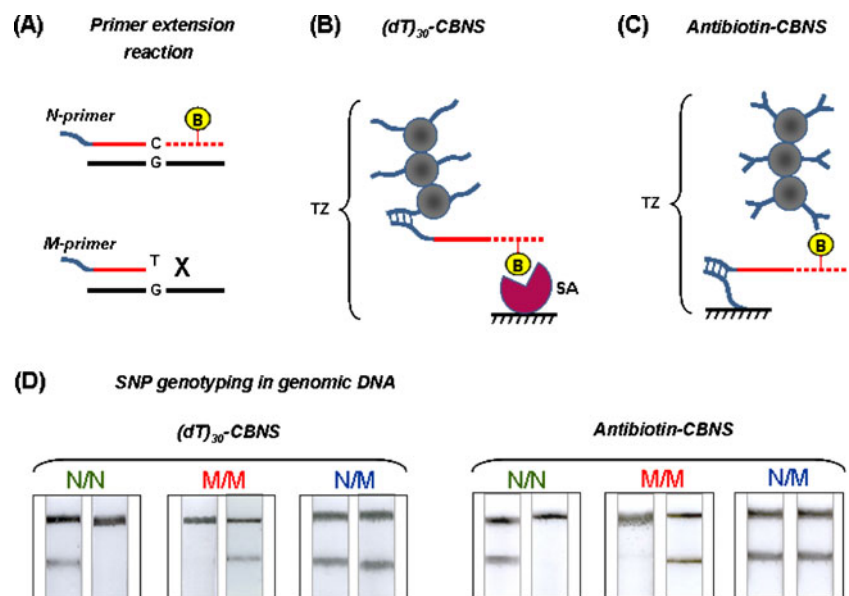 (A) Primer extension reaction
N-primer
B
C
G
M-primer
T X
G
(B) (dT)30-CBNS
TZ
B
SA
(C) Antibiotin-CBNS
TZ
B
(D) SNP genotyping in genomic DNA
(dT)30-CBNS
N/N M/M N/M
Antibiotin-CBNS
N/N M/M N/M